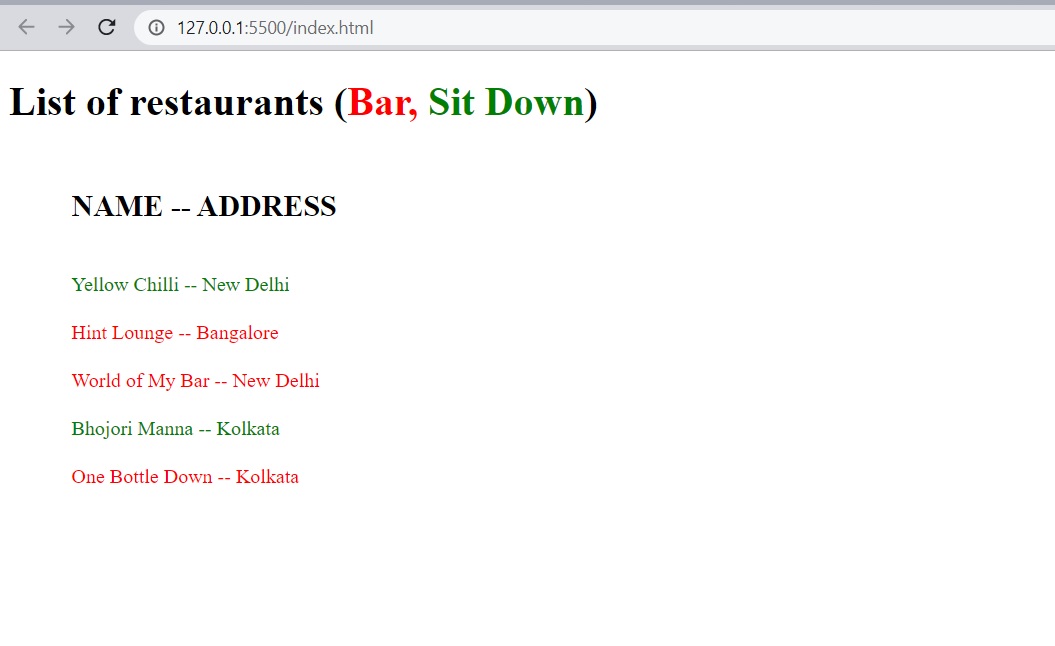 127.0.0.1:5500/index.html
List of restaurants (Bar, Sit Down)
NAME -- ADDRESS
Yellow Chilli -- New Delhi
Hint Lounge -- Bangalore
World of My Bar -- New Delhi
Bhojori Manna -- Kolkata
One Bottle Down -- Kolkata